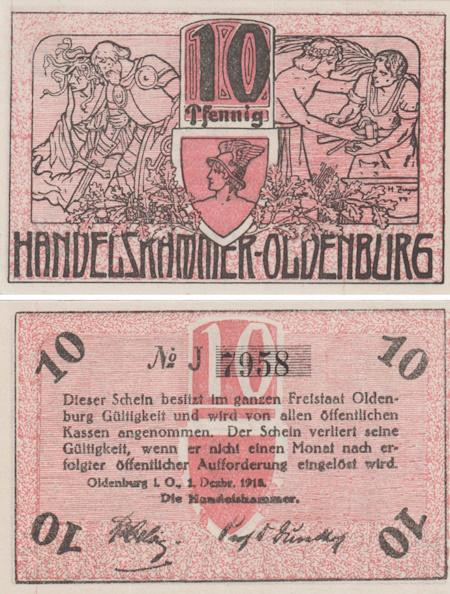 10
Pfennig
HANDELSKAMMER-OLDENBURG
10 10
10
№ J 7958
Dieser Schein besitzt im ganzen Freistaat Olden-
burg Gültigkeit und wird von allen öffentlichen
Kassen angenommen. Der Schein verliert seine
Gültigkeit, wenn er nicht einen Monat nach er-
folgter öffentlicher Aufforderung eingelöst wird.
Oldenburg i. O., 1. Dezbr. 1918.
Die Handelskammer.
10 10